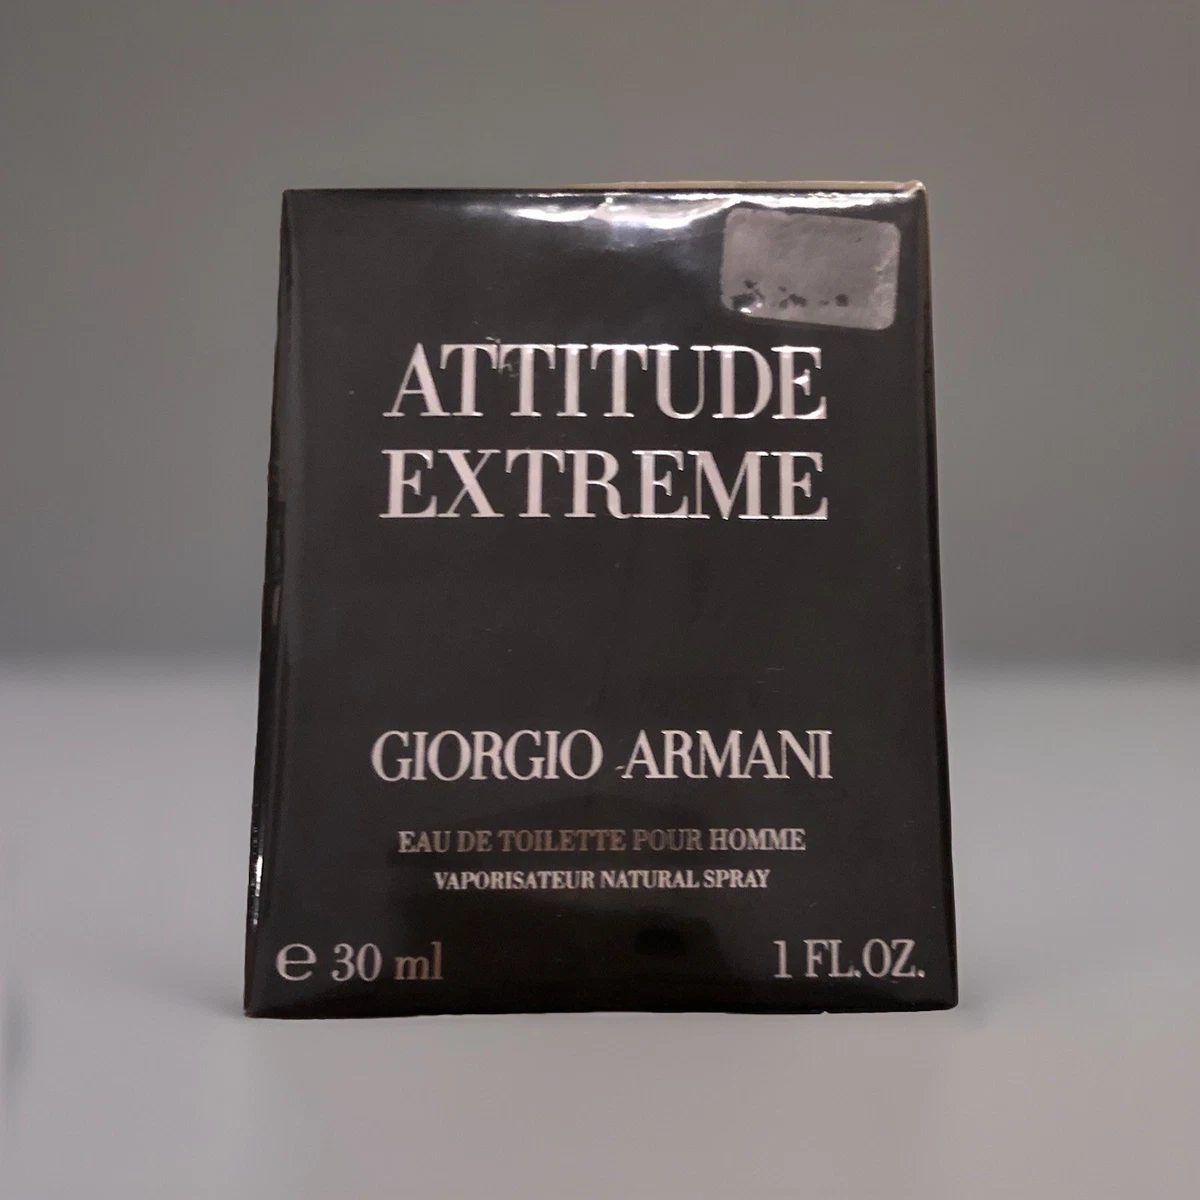 ATTITUDE
EXTREME
GIORGIO ARMANI
EAU DE TOILETTE POUR HOMME
VAPORISATEUR NATURAL SPRAY
℮ 30 ml 1 FL.OZ.